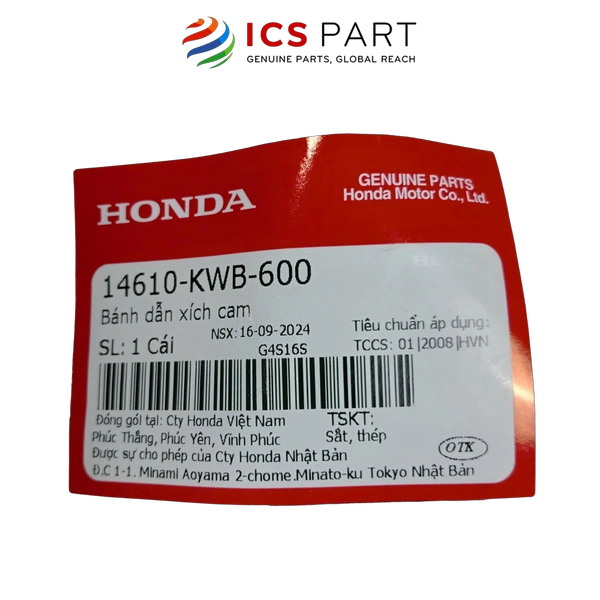 ICS PART
GENUINE PARTS, GLOBAL REACH
HONDA
GENUINE PARTS
Honda Motor Co., Ltd.
14610-KWB-600
Bánh dẫn xích cam
NSX: 16-09-2024
Tiêu chuẩn áp dụng:
SL: 1 Cái
G4S16S
TCCS: 01|2008|HVN
Đóng gói tại: Cty Honda Việt Nam
TSKT:
Phúc Thắng, Phúc Yên, Vĩnh Phúc
Sắt, thép
Được sự cho phép của Cty Honda Nhật Bản
OTK
Đ.C 1-1. Minami Aoyama 2-chome.Minato-ku Tokyo Nhật Bản